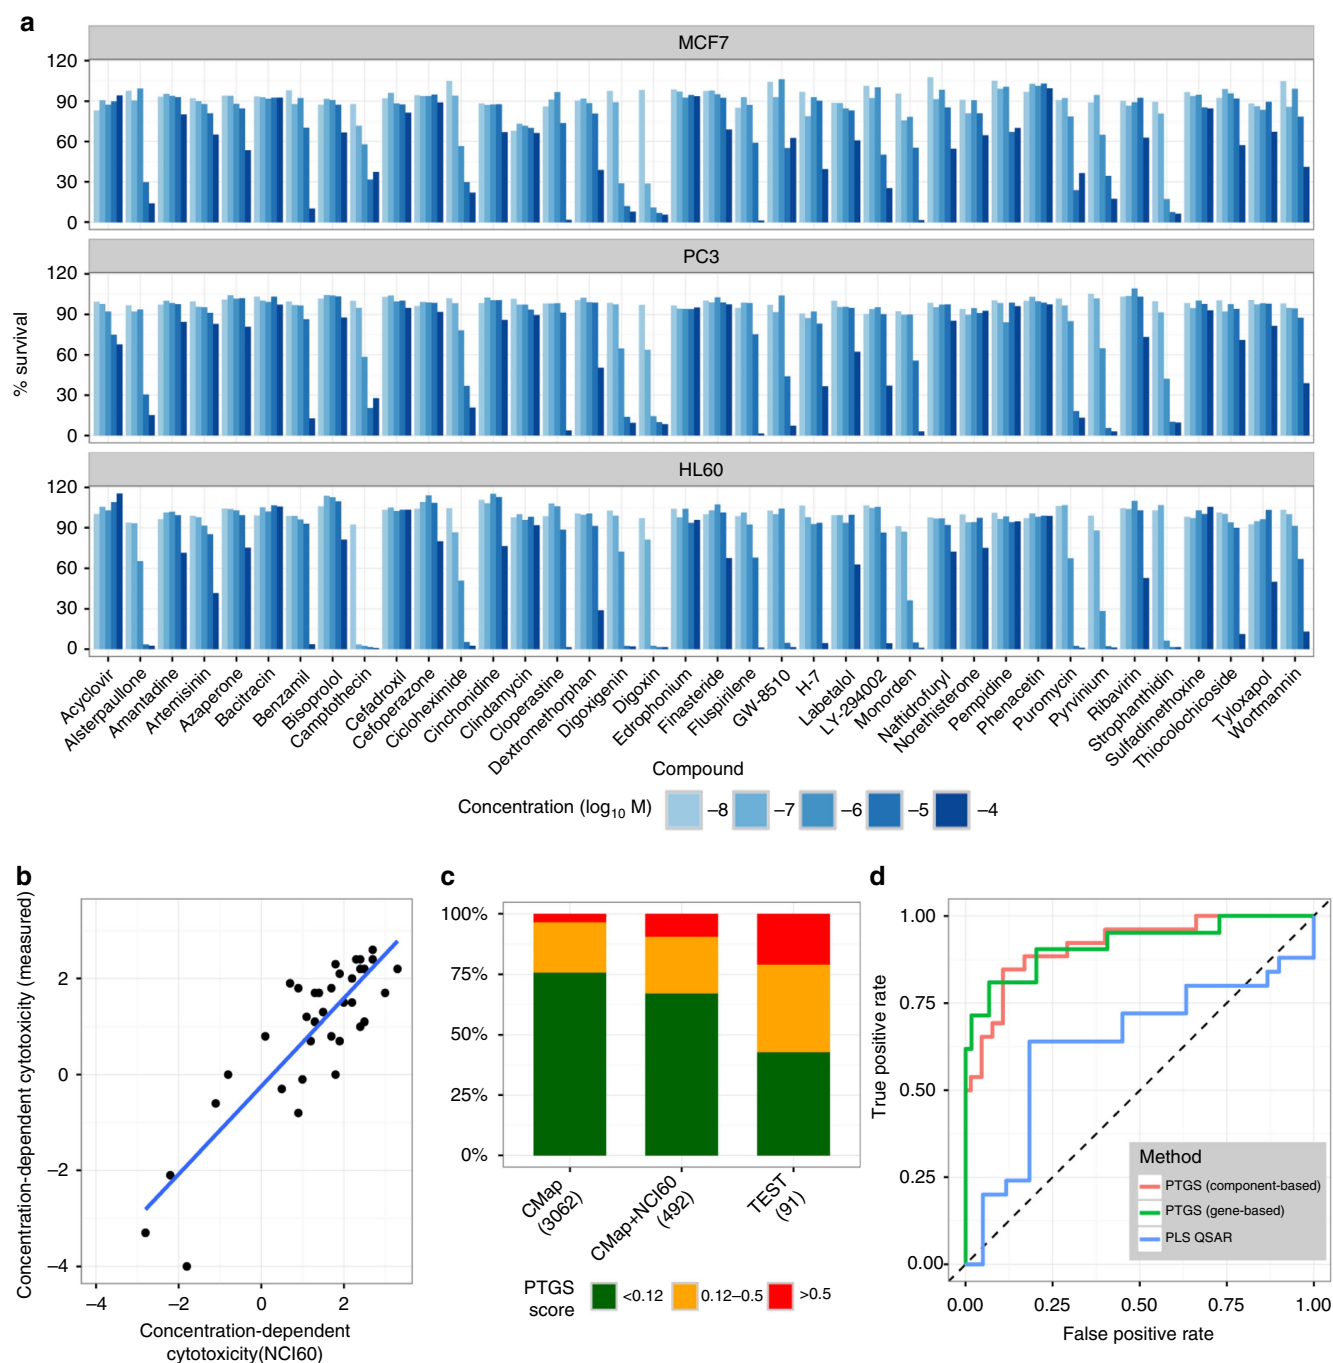 a
MCF7
120
90
60
30
0
PC3
120
90
60
30
0
HL60
120
90
60
30
0
% survival
Acyclovir
Alsterpaullone
Amantadine
Artemisinin
Azaperone
Bacitracin
Benzamil
Bisoprolol
Camptothecin
Cefadroxil
Cefoperazone
Cicloheximide
Cinchonidine
Clindamycin
Cloperastine
Dextromethorphan
Digoxigenin
Digoxin
Edrophonium
Finasteride
Fluspirilene
GW-8510
H-7
Labetalol
LY-294002
Monorden
Naftidrofuryl
Norethisterone
Pempidine
Phenacetin
Puromycin
Pyrvinium
Ribavirin
Strophanthidin
Sulfadimethoxine
Thiocolochicoside
Tyloxapol
Wortmannin
Compound
Concentration (log10 M) –8 –7 –6 –5 –4
b
Concentration-dependent cytotoxicity (measured)
2
0
–2
–4
–4 –2 0 2
Concentration-dependent
cytotoxicity(NCI60)
c
100%
75%
50%
25%
0%
CMap
(3062)
CMap+NCI60
(492)
TEST
(91)
PTGS
score
<0.12 0.12–0.5 >0.5
d
True positive rate
1.00
0.75
0.50
0.25
0.00
Method
PTGS (component-based)
PTGS (gene-based)
PLS QSAR
0.00 0.25 0.50 0.75 1.00
False positive rate